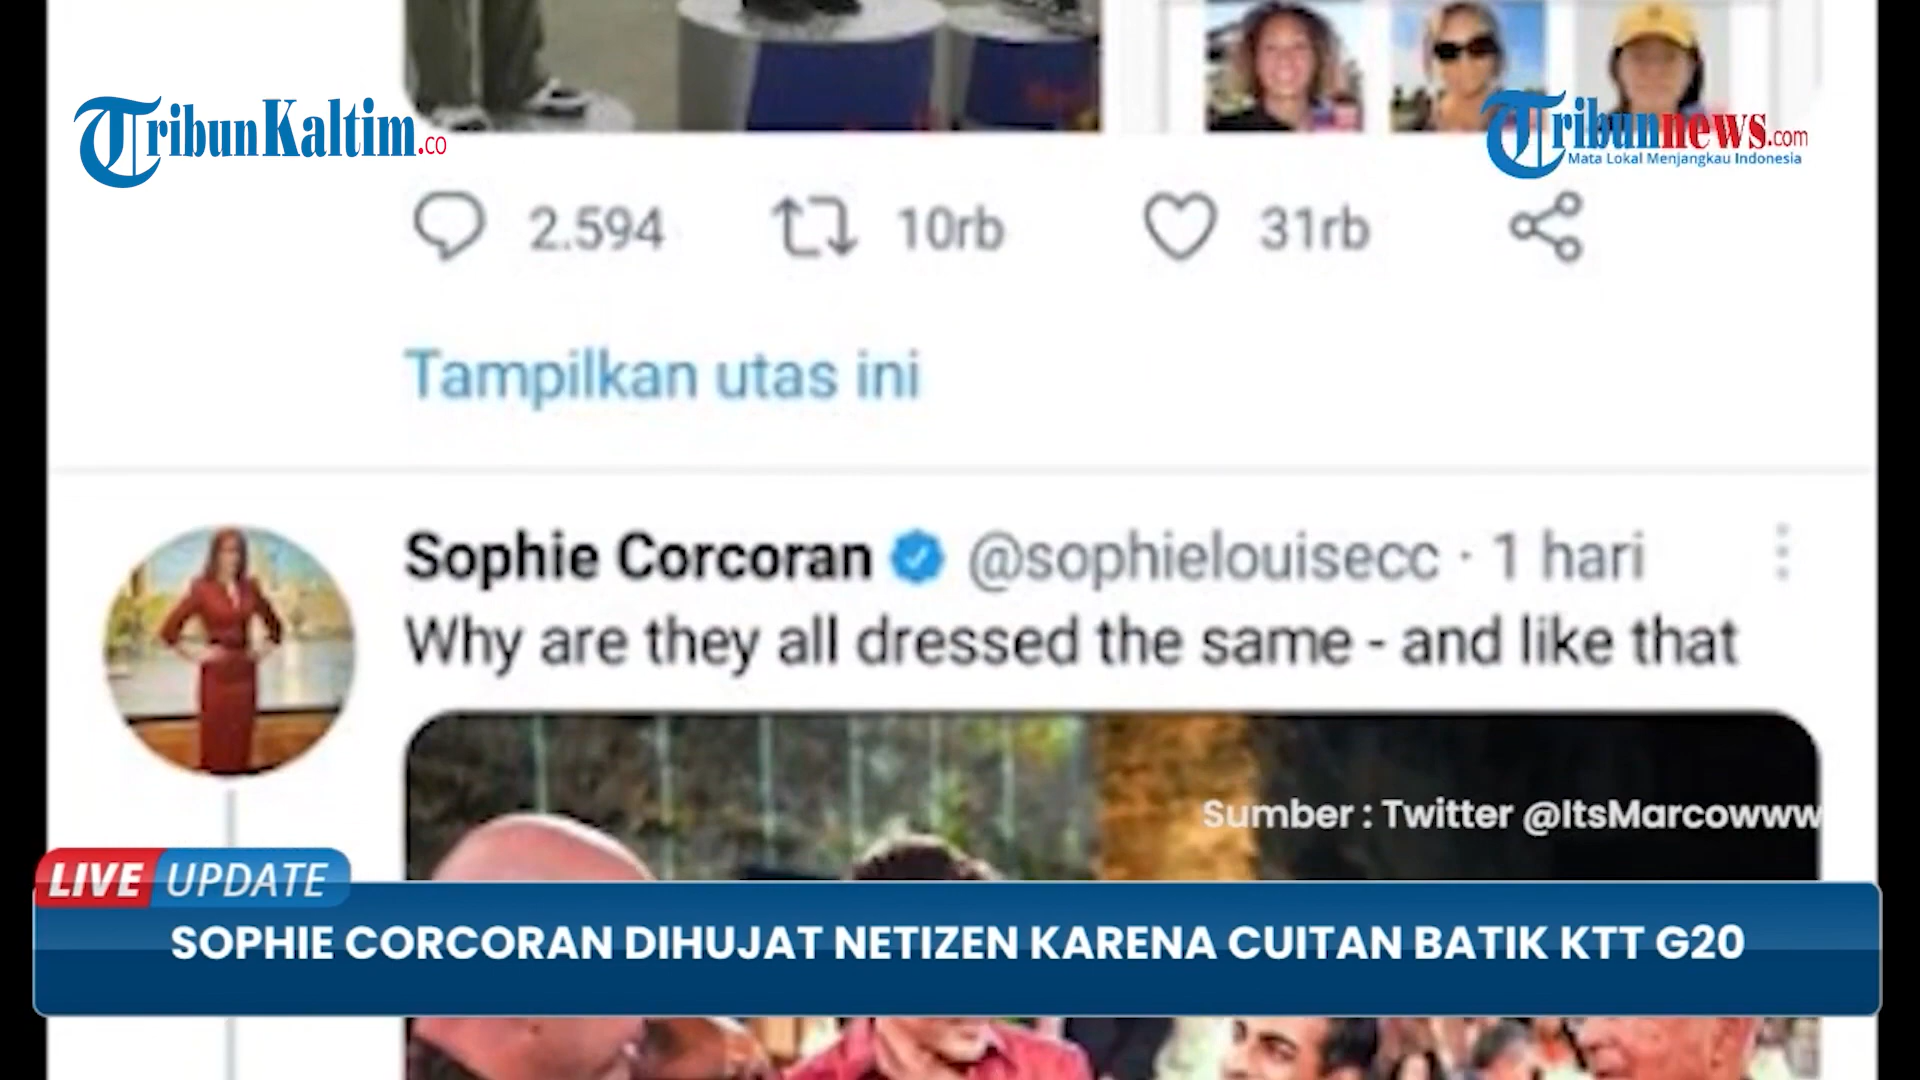 TribunKaltim.co
Tribunnews.com
Mata Lokal Menjangkau Indonesia
2.594 10rb 31rb
Tampilkan utas ini
Sophie Corcoran @sophielouisecc · 1 hari
Why are they all dressed the same - and like that
Sumber : Twitter @ItsMarcowww
LIVE UPDATE
SOPHIE CORCORAN DIHUJAT NETIZEN KARENA CUITAN BATIK KTT G20